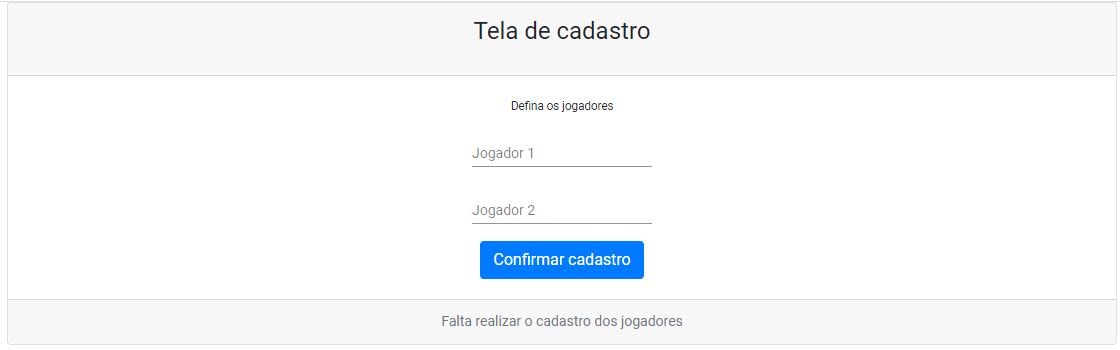 Tela de cadastro
Defina os jogadores
Jogador 1
Jogador 2
Confirmar cadastro
Falta realizar o cadastro dos jogadores